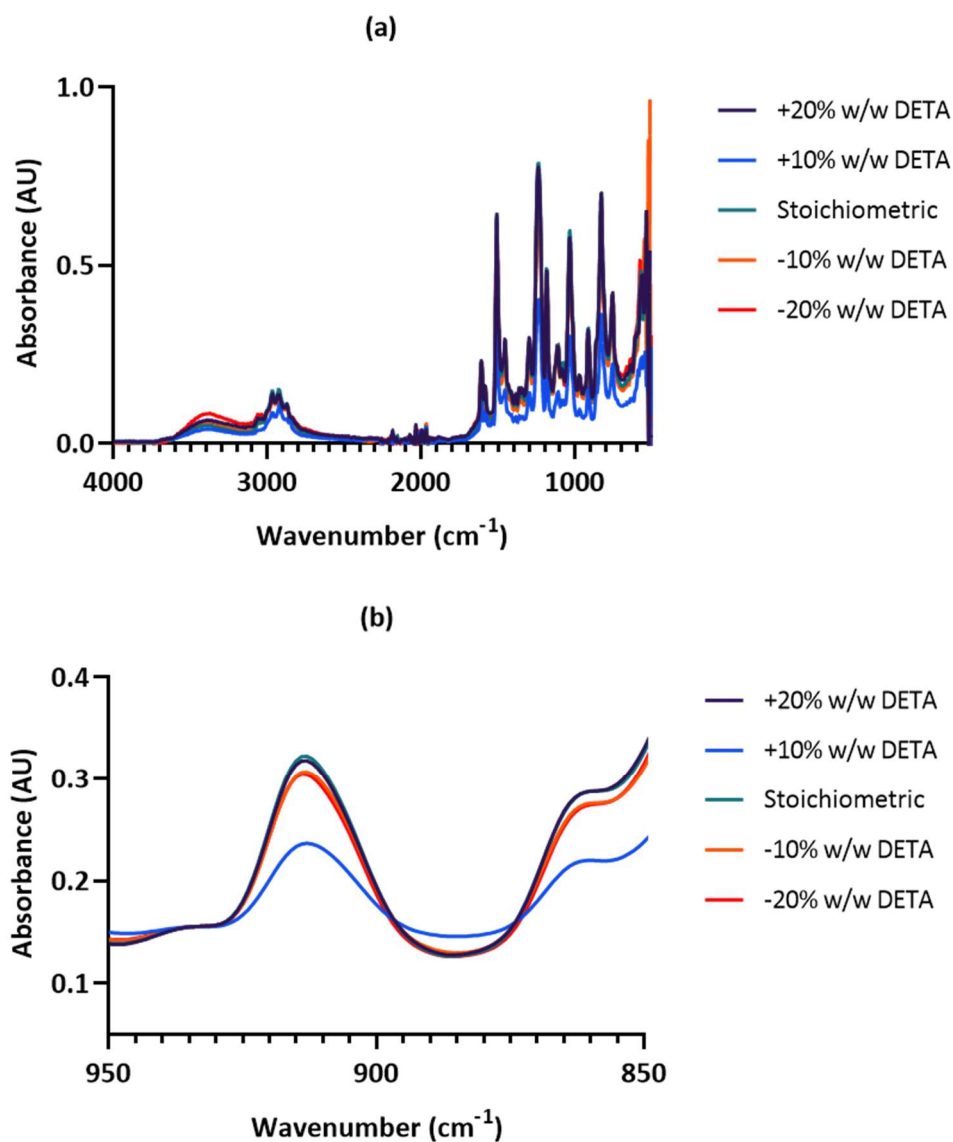 (a)
1.0
0.5
0.0
Absorbance (AU)
4000 3000 2000 1000
Wavenumber (cm⁻¹)
+20% w/w DETA
+10% w/w DETA
Stoichiometric
-10% w/w DETA
-20% w/w DETA
(b)
0.4
0.3
0.2
0.1
Absorbance (AU)
950 900 850
Wavenumber (cm⁻¹)
+20% w/w DETA
+10% w/w DETA
Stoichiometric
-10% w/w DETA
-20% w/w DETA